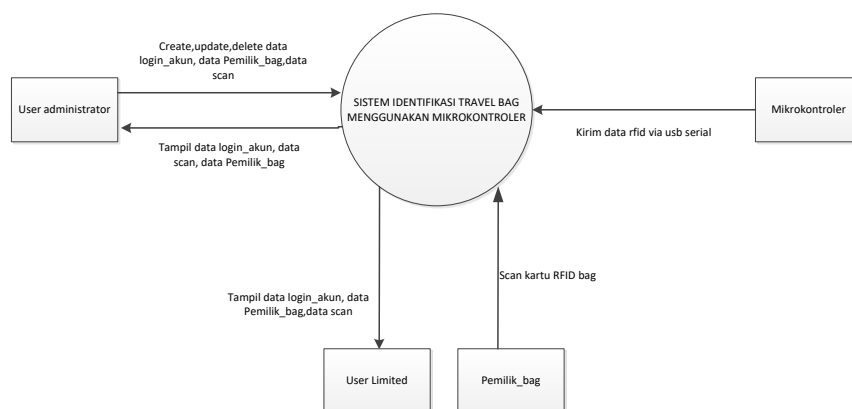 Create,update,delete data
login_akun, data Pemilik_bag,data
scan
User administrator
SISTEM IDENTIFIKASI TRAVEL BAG
MENGGUNAKAN MIKROKONTROLER
Mikrokontroler
Kirim data rfid via usb serial
Tampil data login_akun, data
scan, data Pemilik_bag
Scan kartu RFID bag
Tampil data login_akun, data
Pemilik_bag,data scan
User Limited
Pemilik_bag